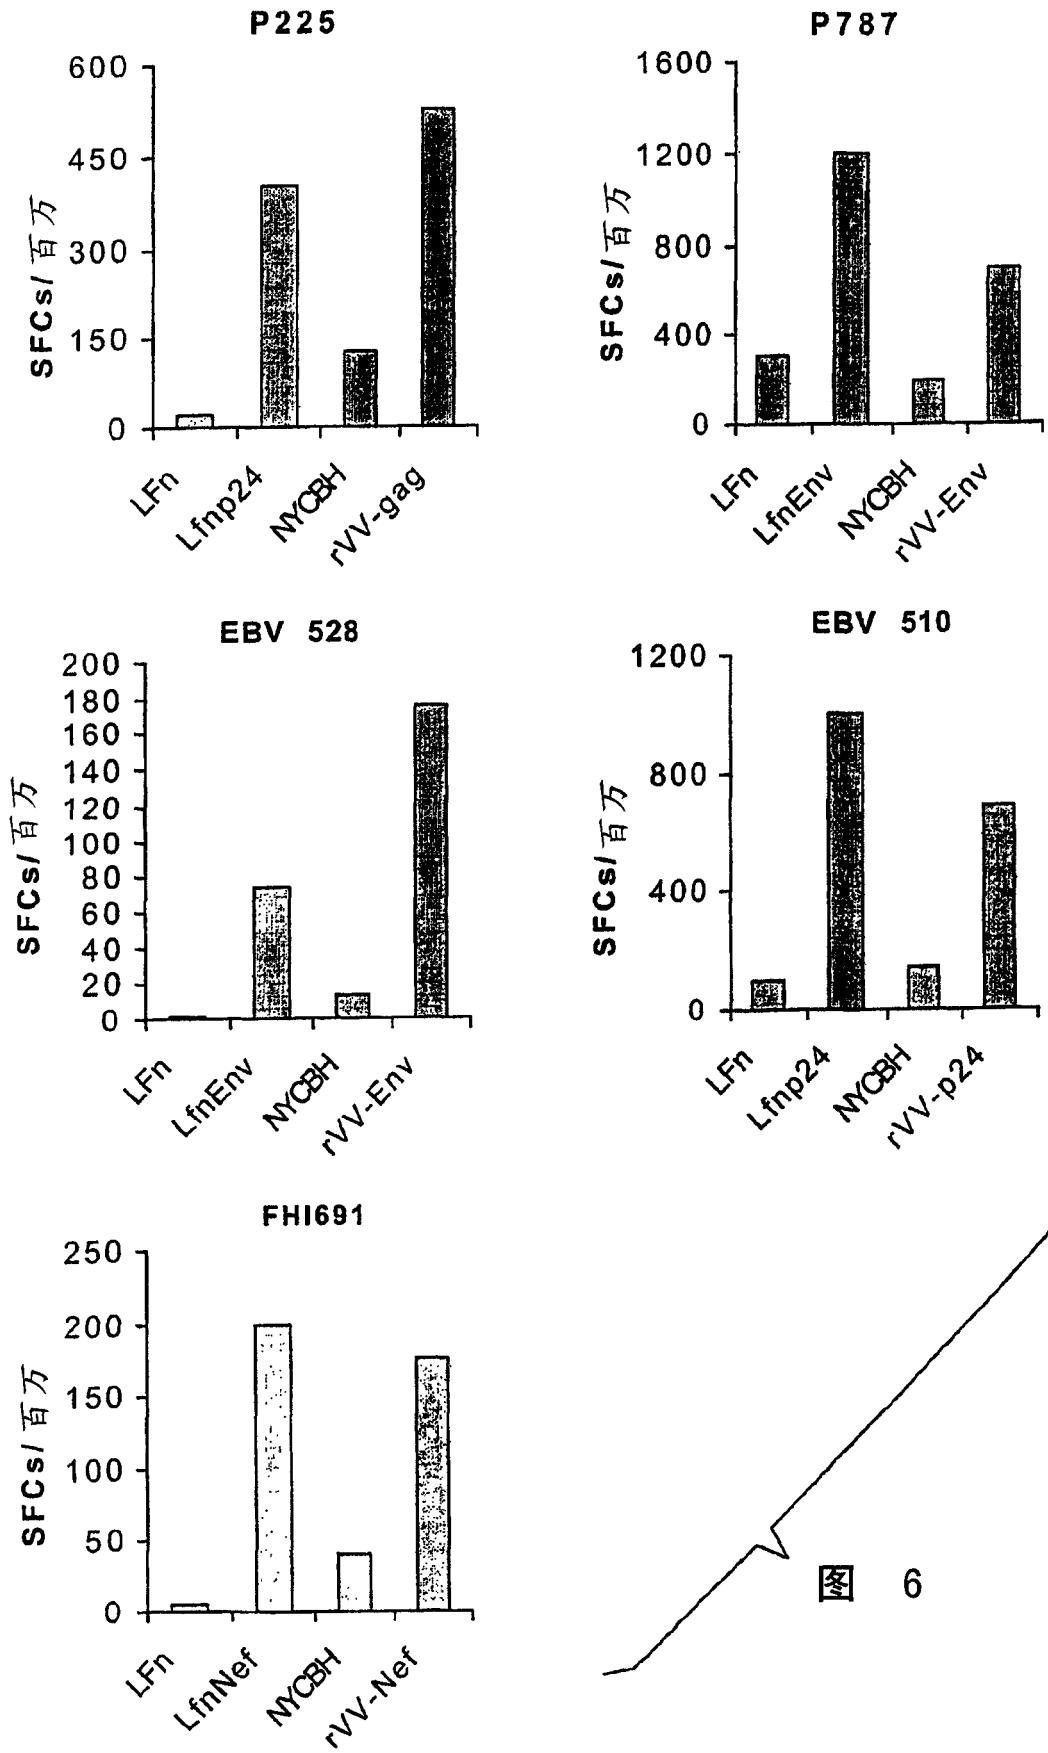 P225
600
450
300
150
0
SFCs/百万
LFn
Lfnp24
NYCBH
rVV-gag
P787
1600
1200
800
400
0
SFCs/百万
LFn
LfnEnv
NYCBH
rVV-Env
EBV 528
200
180
160
140
120
100
80
60
40
20
0
SFCs/百万
LFn
LfnEnv
NYCBH
rVV-Env
EBV 510
1200
800
400
0
SFCs/百万
LFn
Lfnp24
NYCBH
rVV-p24
FHI691
250
200
150
100
50
0
SFCs/百万
LFn
LfnNef
NYCBH
rVV-Nef
图 6